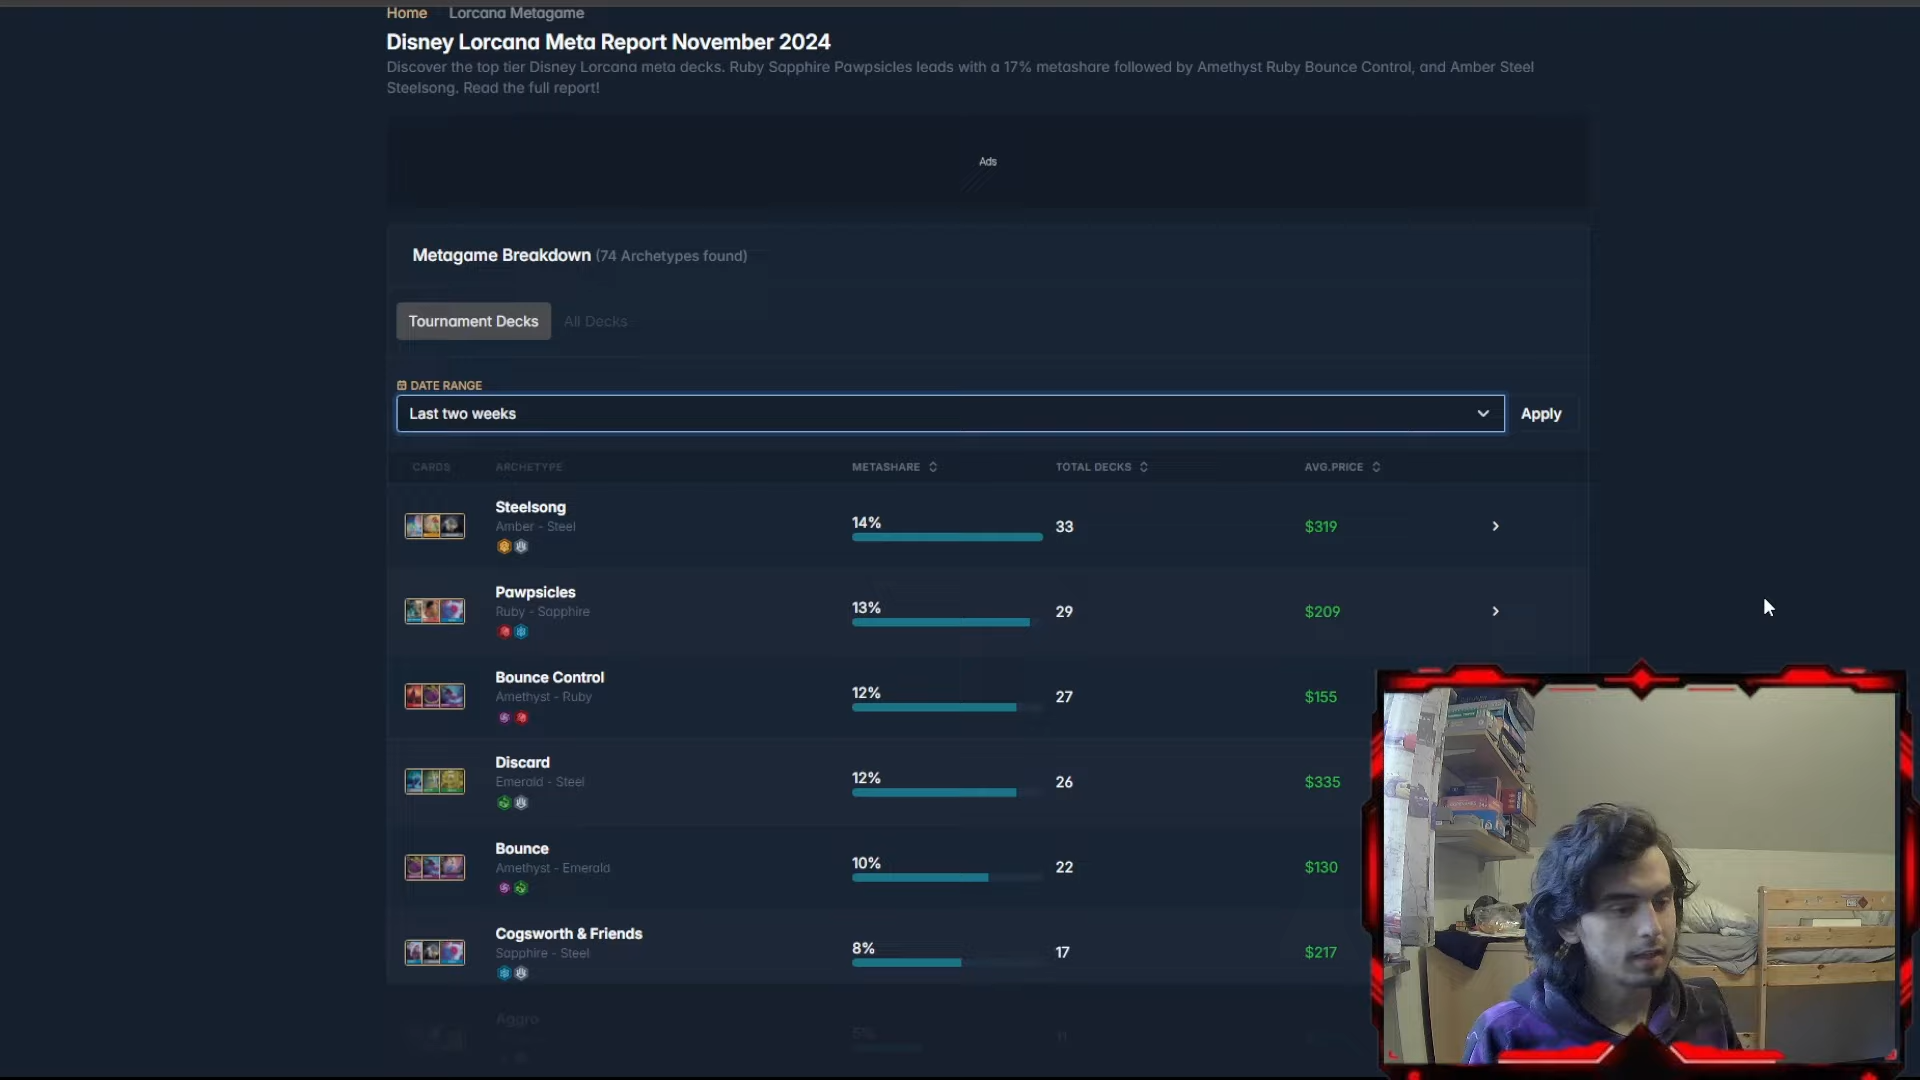 Home Lorcana Metagame
Disney Lorcana Meta Report November 2024
Discover the top tier Disney Lorcana meta decks. Ruby Sapphire Pawpsicles leads with a 17% metashare followed by Amethyst Ruby Bounce Control, and Amber Steel
Steelsong. Read the full report!
Ads
Metagame Breakdown (74 Archetypes found)
Tournament Decks All Decks
DATE RANGE
Last two weeks Apply
CARDS ARCHETYPE METASHARE TOTAL DECKS AVG.PRICE
Steelsong
Amber - Steel
14% 33 $319
Pawpsicles
Ruby - Sapphire
13% 29 $209
Bounce Control
Amethyst - Ruby
12% 27 $155
Discard
Emerald - Steel
12% 26 $335
Bounce
Amethyst - Emerald
10% 22 $130
Cogsworth & Friends
Sapphire - Steel
8% 17 $217
Aggro
5% 11